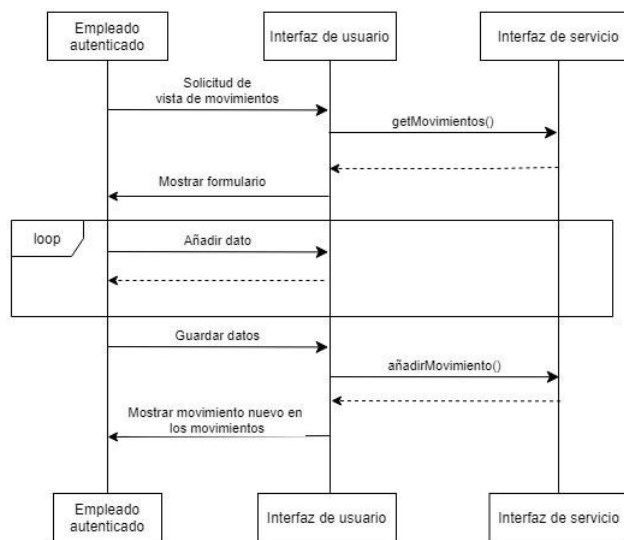 Empleado
autenticado
Interfaz de usuario
Interfaz de servicio
Solicitud de
vista de movimientos
getMovimientos()
Mostrar formulario
loop
Añadir dato
Guardar datos
añadirMovimiento()
Mostrar movimiento nuevo en
los movimientos
Empleado
autenticado
Interfaz de usuario
Interfaz de servicio